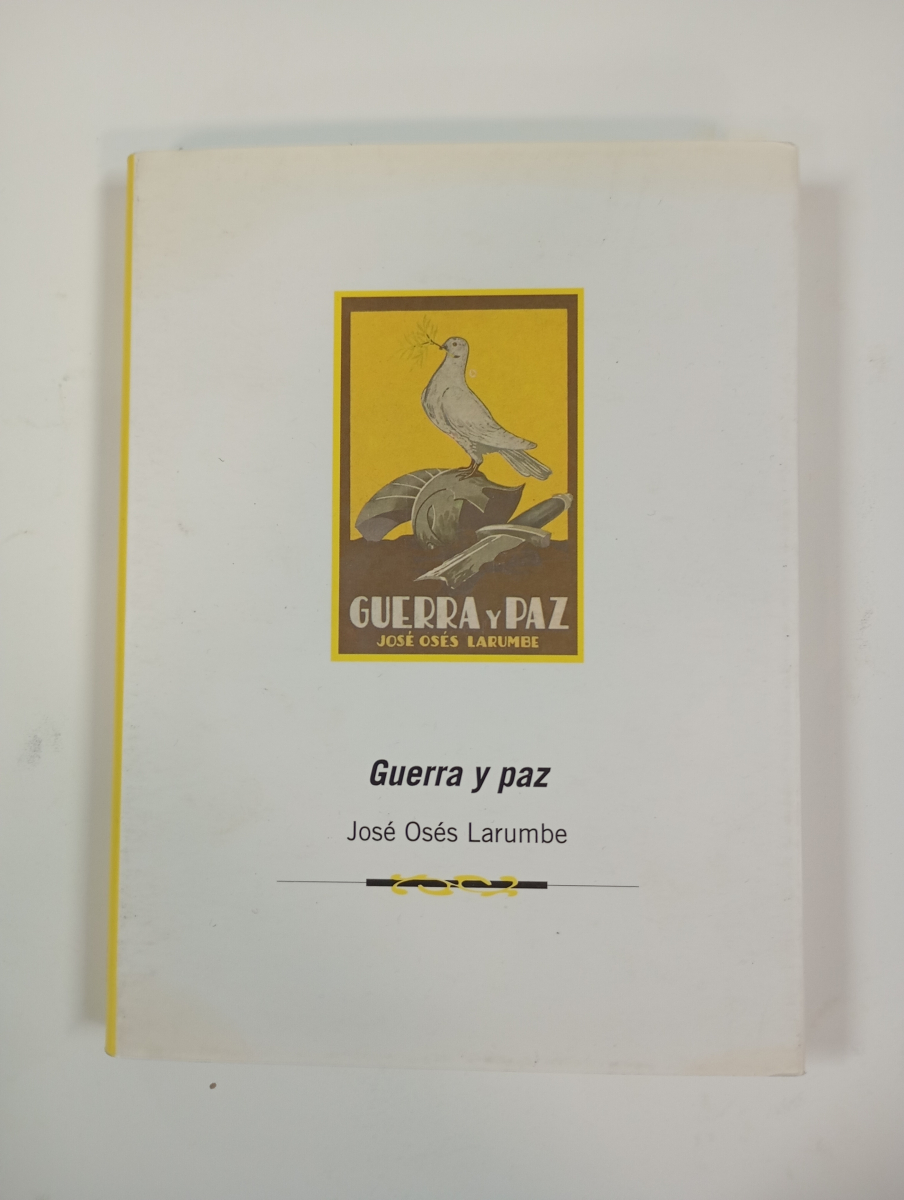 GUERRA Y PAZ
JOSÉ OSÉS LARUMBE
Guerra y paz
José Osés Larumbe